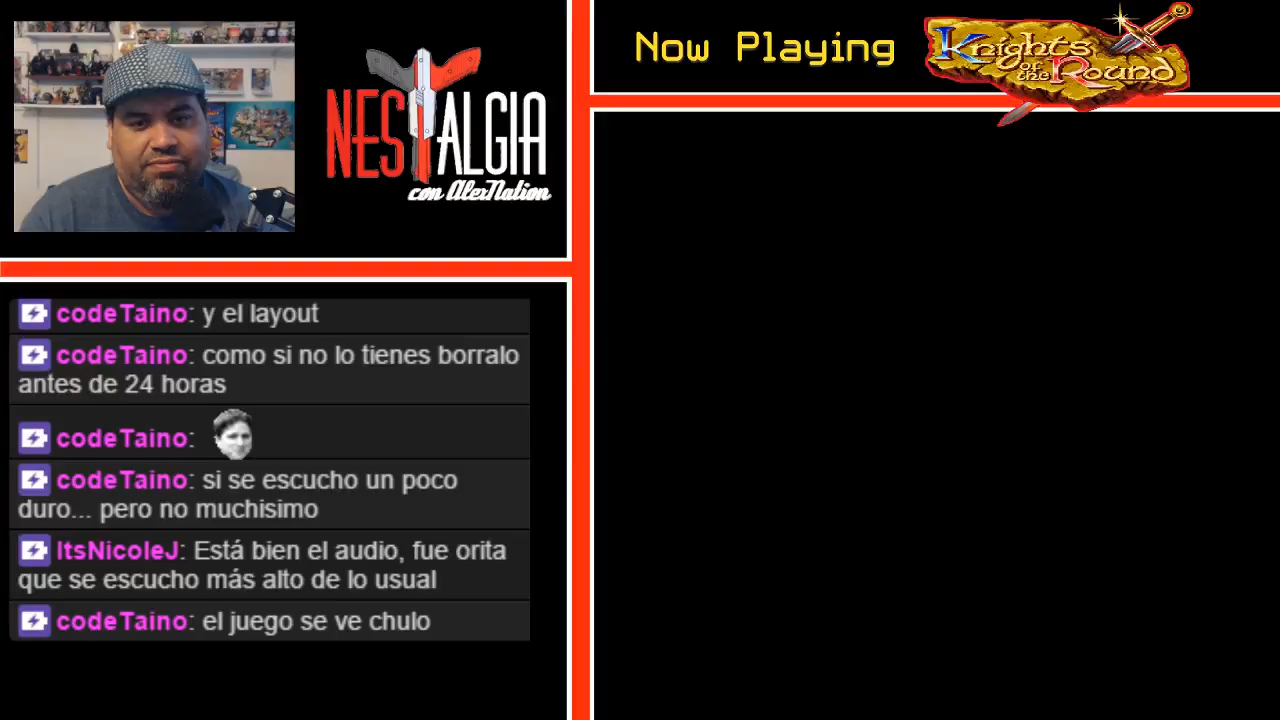 NESTALGIA
con AlexNation
Now Playing
Knights
of the Round
codeTaino: y el layout
codeTaino: como si no lo tienes borralo
antes de 24 horas
codeTaino:
codeTaino: si se escucho un poco
duro... pero no muchisimo
ItsNicoleJ: Está bien el audio, fue orita
que se escucho más alto de lo usual
codeTaino: el juego se ve chulo